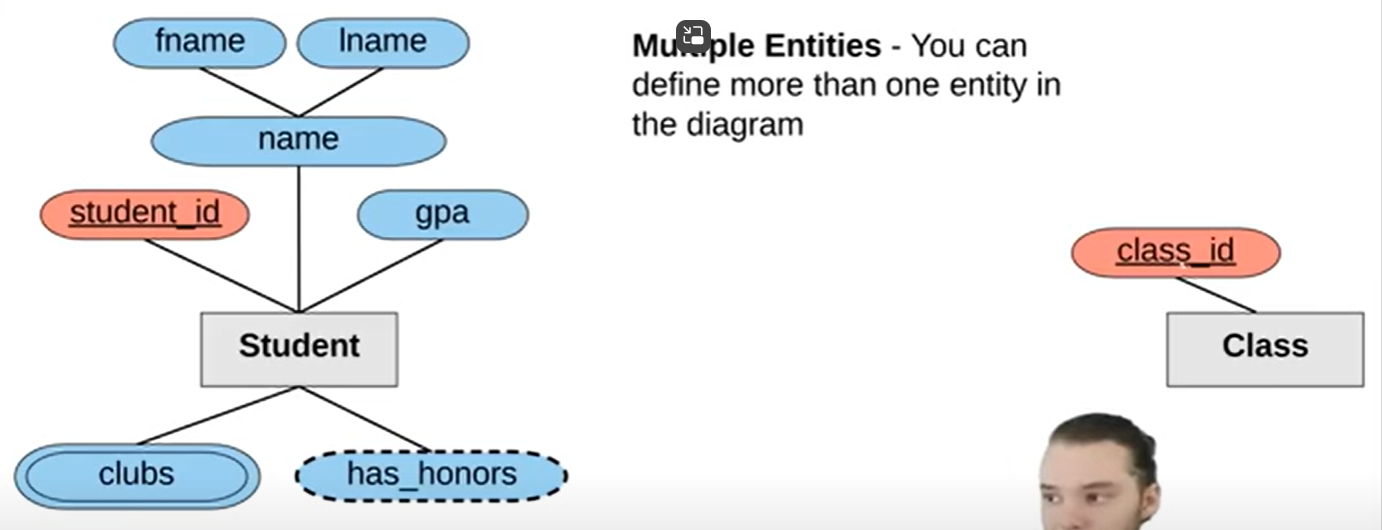 fname
lname
Multiple Entities - You can
define more than one entity in
the diagram
name
student_id
gpa
class_id
Student
Class
clubs
has_honors